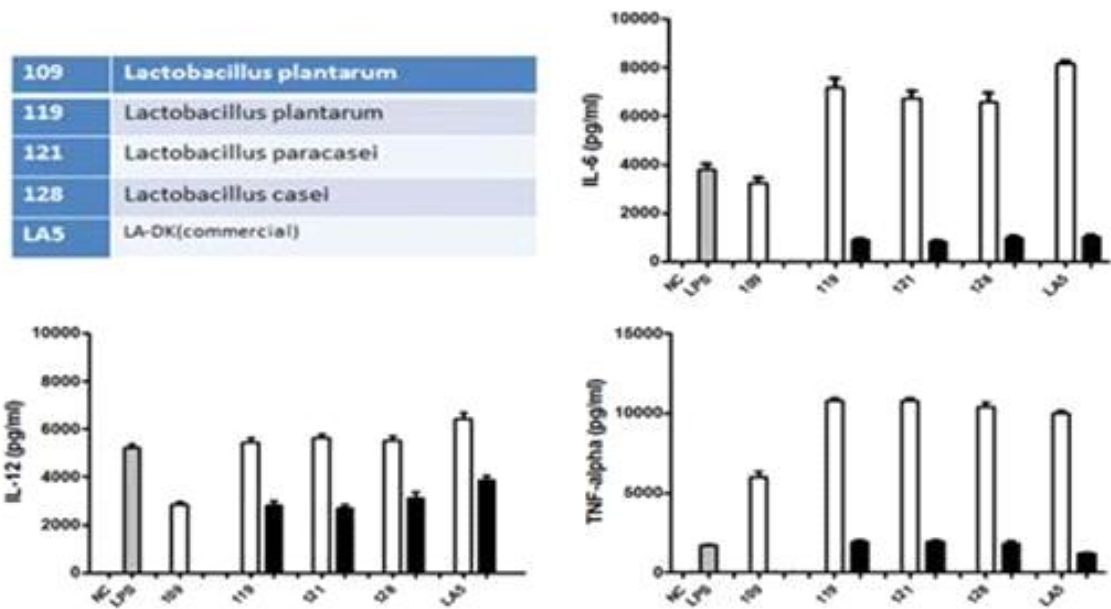 109 Lactobacillus plantarum
119 Lactobacillus plantarum
121 Lactobacillus paracasei
128 Lactobacillus casei
LA5 LA-DK(commercial)
IL-6 (pg/ml)
10000
8000
6000
4000
2000
0
NC LPS 109 119 121 128 LA5
IL-12 (pg/ml)
10000
8000
6000
4000
2000
0
NC LPS 109 119 121 128 LA5
TNF-alpha (pg/ml)
15000
10000
5000
0
NC LPS 109 119 121 128 LA5